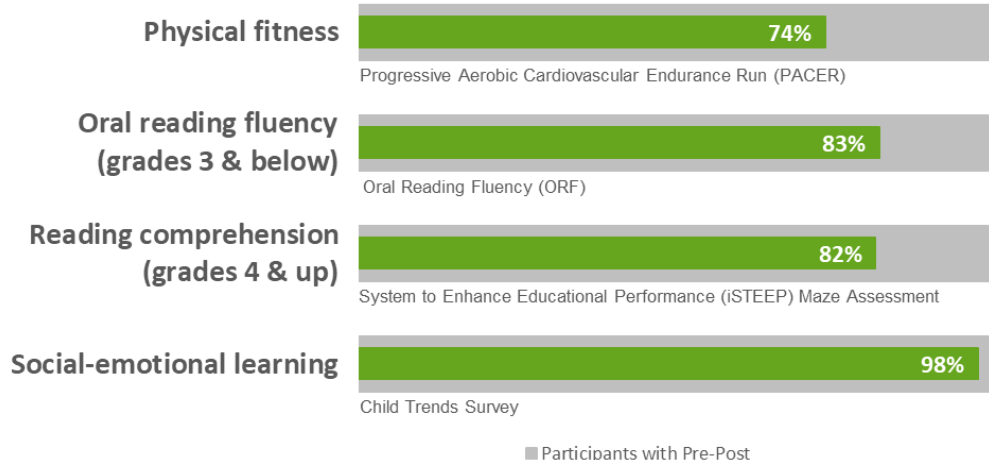 Physical fitness
74%
Progressive Aerobic Cardiovascular Endurance Run (PACER)
Oral reading fluency
(grades 3 & below)
83%
Oral Reading Fluency (ORF)
Reading comprehension
(grades 4 & up)
82%
System to Enhance Educational Performance (iSTEEP) Maze Assessment
Social-emotional learning
98%
Child Trends Survey
Participants with Pre-Post